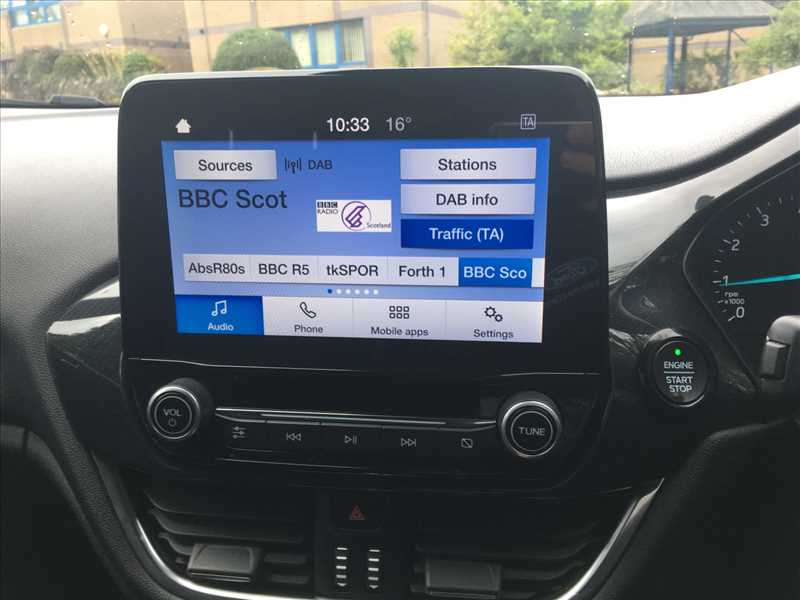 10:33 16° TA
Sources DAB Stations
BBC Scot
BBC
RADIO
Scotland
DAB info
Traffic (TA)
AbsR80s BBC R5 tkSPOR Forth 1 BBC Sco
Audio Phone Mobile apps Settings
VOL
TUNE
ENGINE
START
STOP
3
2
1
0
rpm
x1000